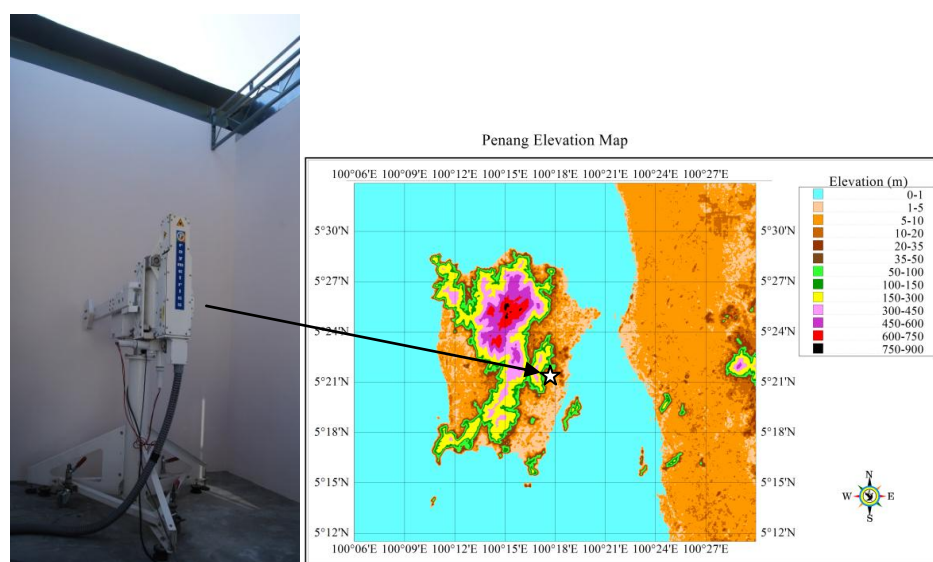 raymetrics
Penang Elevation Map
100°06'E 100°09'E 100°12'E 100°15'E 100°18'E 100°21'E 100°24'E 100°27'E
Elevation (m)
0-1
1-5
5-10
10-20
20-35
35-50
50-100
100-150
150-300
300-450
450-600
600-750
750-900
5°30'N 5°30'N
5°27'N 5°27'N
5°24'N 5°24'N
5°21'N 5°21'N
5°18'N 5°18'N
5°15'N 5°15'N
5°12'N 5°12'N
N
W E
S
100°06'E 100°09'E 100°12'E 100°15'E 100°18'E 100°21'E 100°24'E 100°27'E